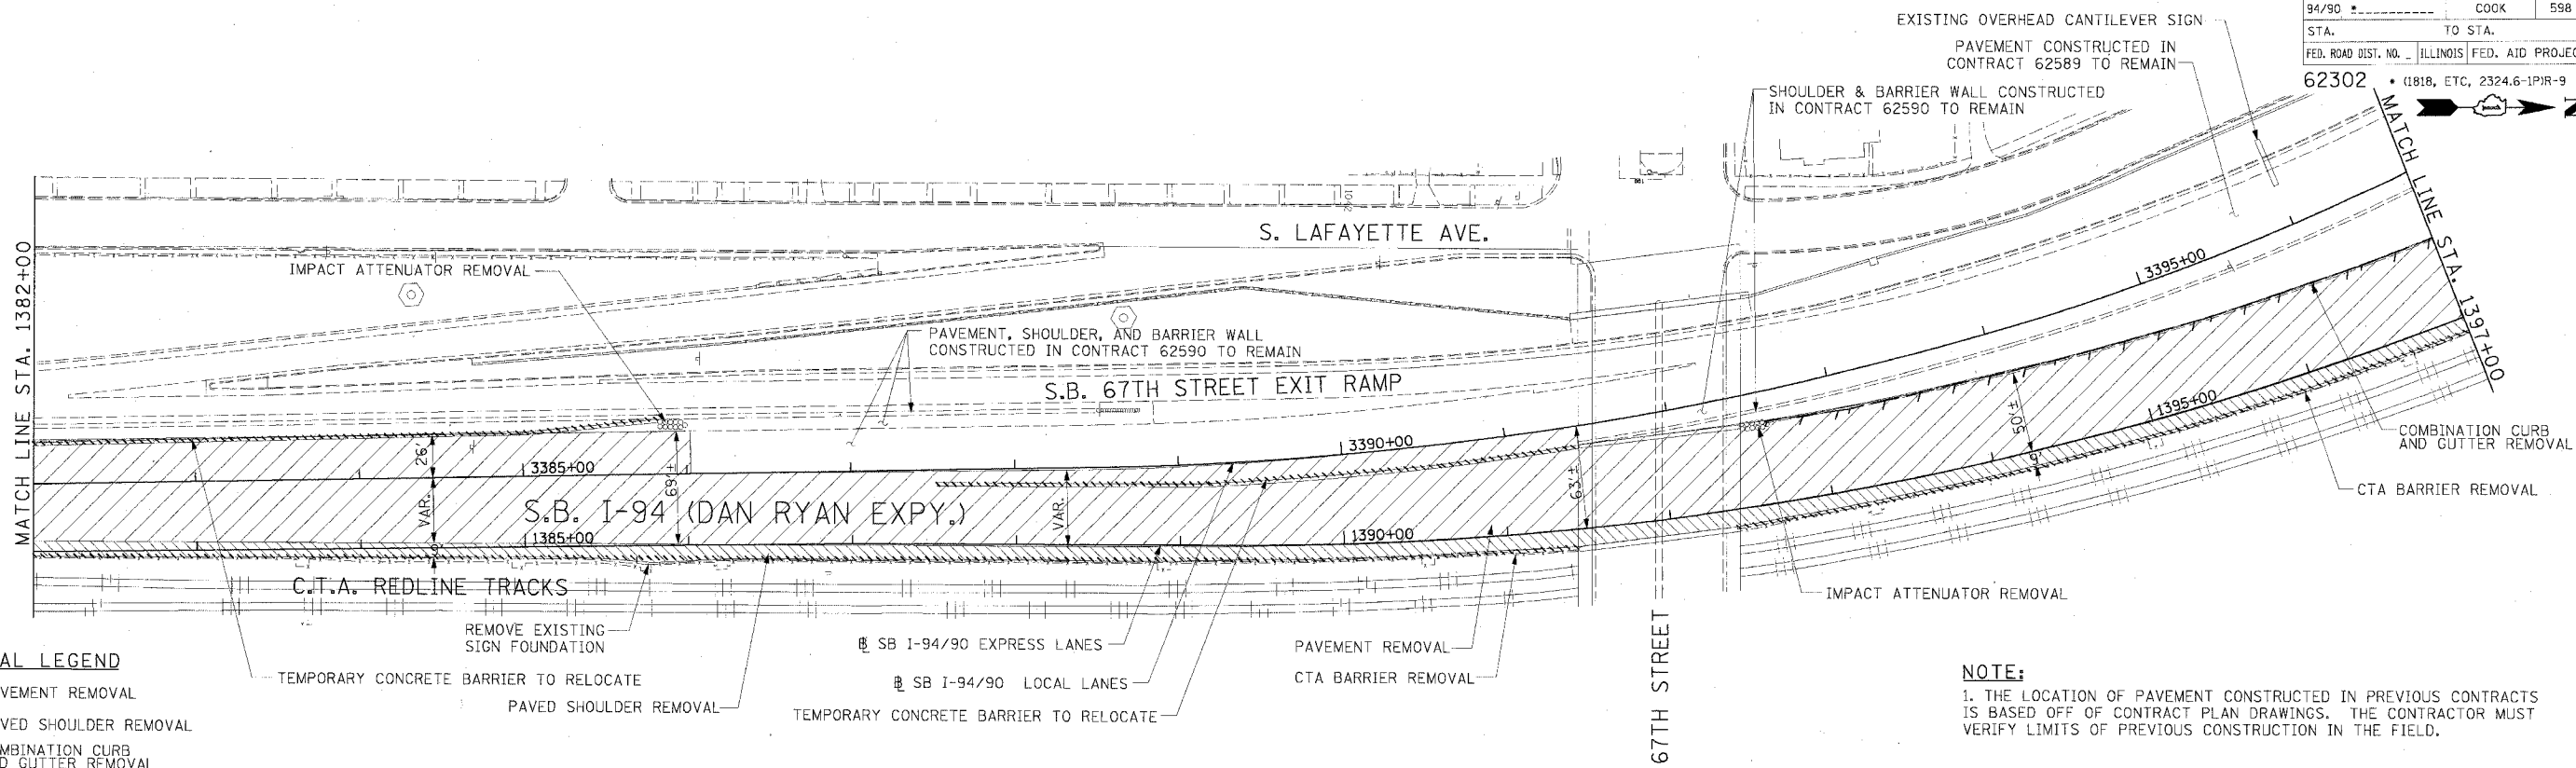 94/90 * COOK 598
STA. TO STA.
FED. ROAD DIST. NO. _ ILLINOIS FED. AID PROJEC
62302 * (1818, ETC, 2324.6-1P)R-9
EXISTING OVERHEAD CANTILEVER SIGN
PAVEMENT CONSTRUCTED IN
CONTRACT 62589 TO REMAIN
SHOULDER & BARRIER WALL CONSTRUCTED
IN CONTRACT 62590 TO REMAIN
MATCH LINE STA. 1397+00
S. LAFAYETTE AVE.
MATCH LINE STA. 1382+00
IMPACT ATTENUATOR REMOVAL
3395+00
PAVEMENT, SHOULDER, AND BARRIER WALL
CONSTRUCTED IN CONTRACT 62590 TO REMAIN
S.B. 67TH STREET EXIT RAMP
26'
3385+00
69'±
3390+00
63'±
50'±
9'
1395+00
COMBINATION CURB
AND GUTTER REMOVAL
CTA BARRIER REMOVAL
VAR.
S.B. I-94 (DAN RYAN EXPY.)
VAR.
1385+00
1390+00
C.T.A. REDLINE TRACKS
IMPACT ATTENUATOR REMOVAL
REMOVE EXISTING
SIGN FOUNDATION
SB I-94/90 EXPRESS LANES
PAVEMENT REMOVAL
67TH STREET
AL LEGEND
TEMPORARY CONCRETE BARRIER TO RELOCATE
SB I-94/90 LOCAL LANES
CTA BARRIER REMOVAL
VEMENT REMOVAL
PAVED SHOULDER REMOVAL
TEMPORARY CONCRETE BARRIER TO RELOCATE
VED SHOULDER REMOVAL
MBINATION CURB
D GUTTER REMOVAL
NOTE:
1. THE LOCATION OF PAVEMENT CONSTRUCTED IN PREVIOUS CONTRACTS
IS BASED OFF OF CONTRACT PLAN DRAWINGS. THE CONTRACTOR MUST
VERIFY LIMITS OF PREVIOUS CONSTRUCTION IN THE FIELD.